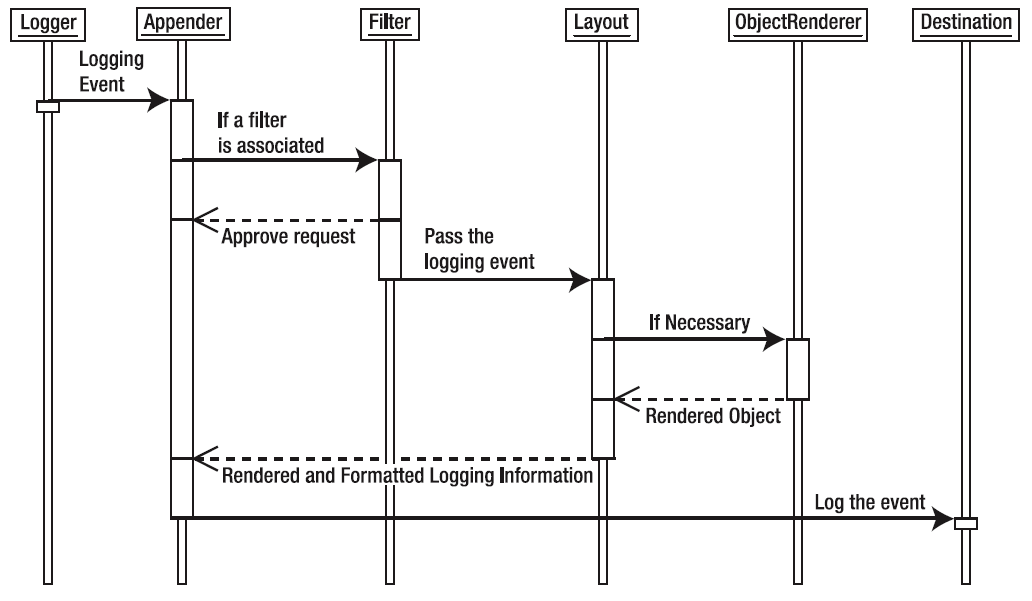 Logger
Appender
Filter
Layout
ObjectRenderer
Destination
Logging
Event
If a filter
is associated
Approve request
Pass the
logging event
If Necessary
Rendered Object
Rendered and Formatted Logging Information
Log the event